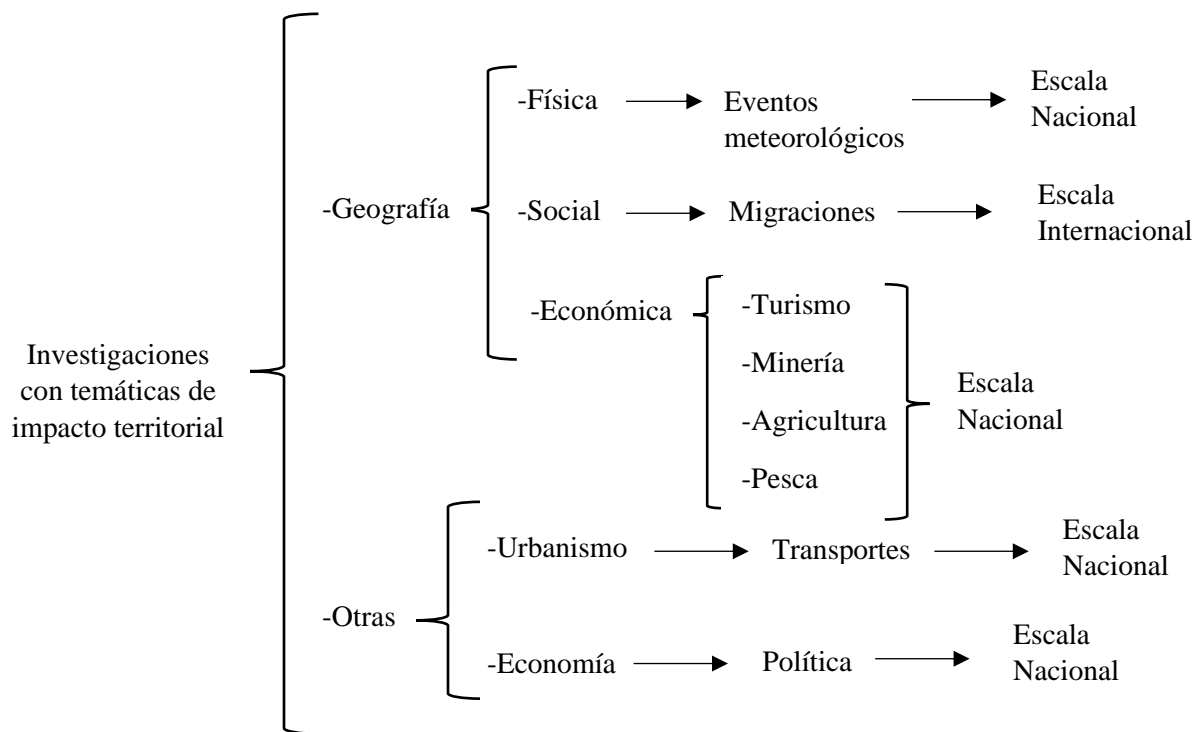 Investigaciones
con temáticas de
impacto territorial
-Geografía
-Física
Eventos
meteorológicos
Escala
Nacional
-Social
Migraciones
Escala
Internacional
-Económica
-Turismo
-Minería
-Agricultura
-Pesca
Escala
Nacional
-Otras
-Urbanismo
Transportes
Escala
Nacional
-Economía
Política
Escala
Nacional